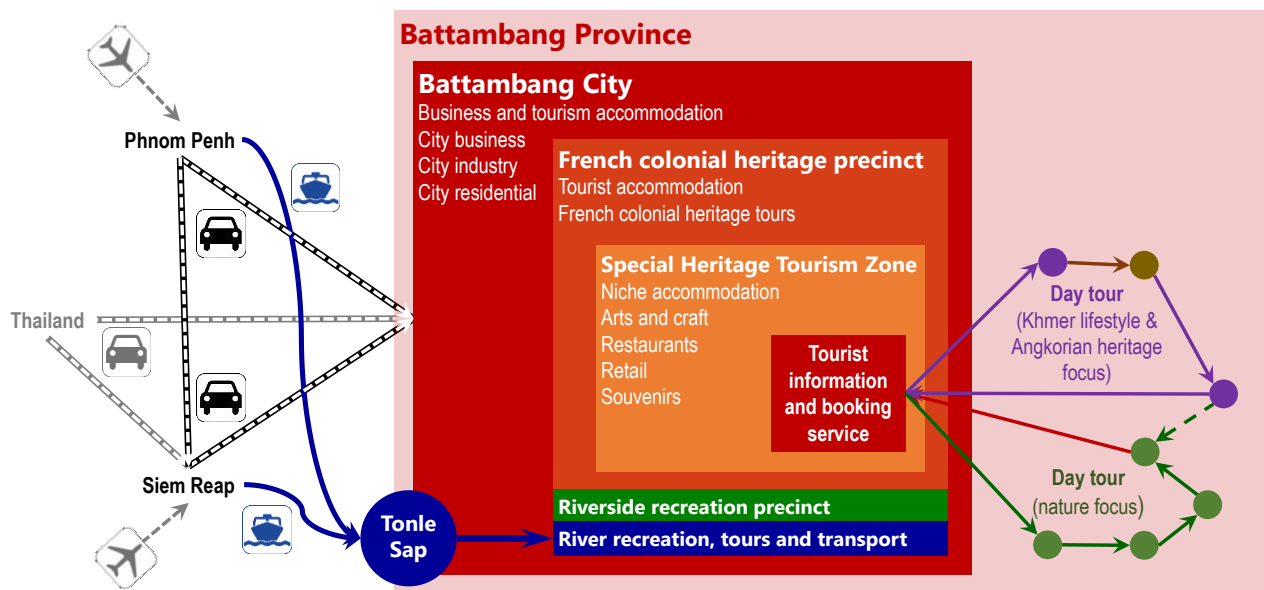 Battambang Province
Battambang City
Business and tourism accommodation
City business
City industry
City residential
French colonial heritage precinct
Tourist accommodation
French colonial heritage tours
Special Heritage Tourism Zone
Niche accommodation
Arts and craft
Restaurants
Retail
Souvenirs
Tourist
information
and booking
service
Riverside recreation precinct
River recreation, tours and transport
Phnom Penh
Thailand
Siem Reap
Tonle
Sap
Day tour
(Khmer lifestyle &
Angkorian heritage
focus)
Day tour
(nature focus)